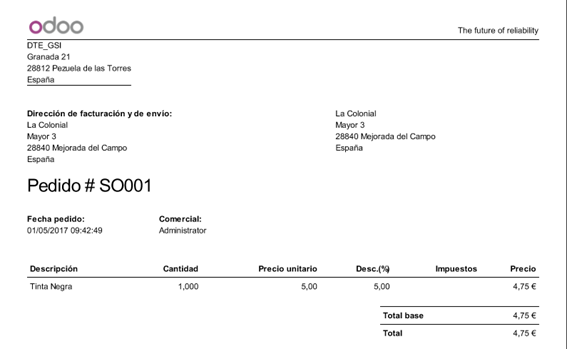 odoo
The future of reliability
DTE_GSI
Granada 21
28812 Pezuela de las Torres
España
Dirección de facturación y de envío:
La Colonial
Mayor 3
28840 Mejorada del Campo
España
La Colonial
Mayor 3
28840 Mejorada del Campo
España
Pedido # SO001
Fecha pedido: Comercial:
01/05/2017 09:42:49 Administrator
Descripción Cantidad Precio unitario Desc.(%) Impuestos Precio
Tinta Negra 1,000 5,00 5,00 4,75 €
Total base 4,75 €
Total 4,75 €